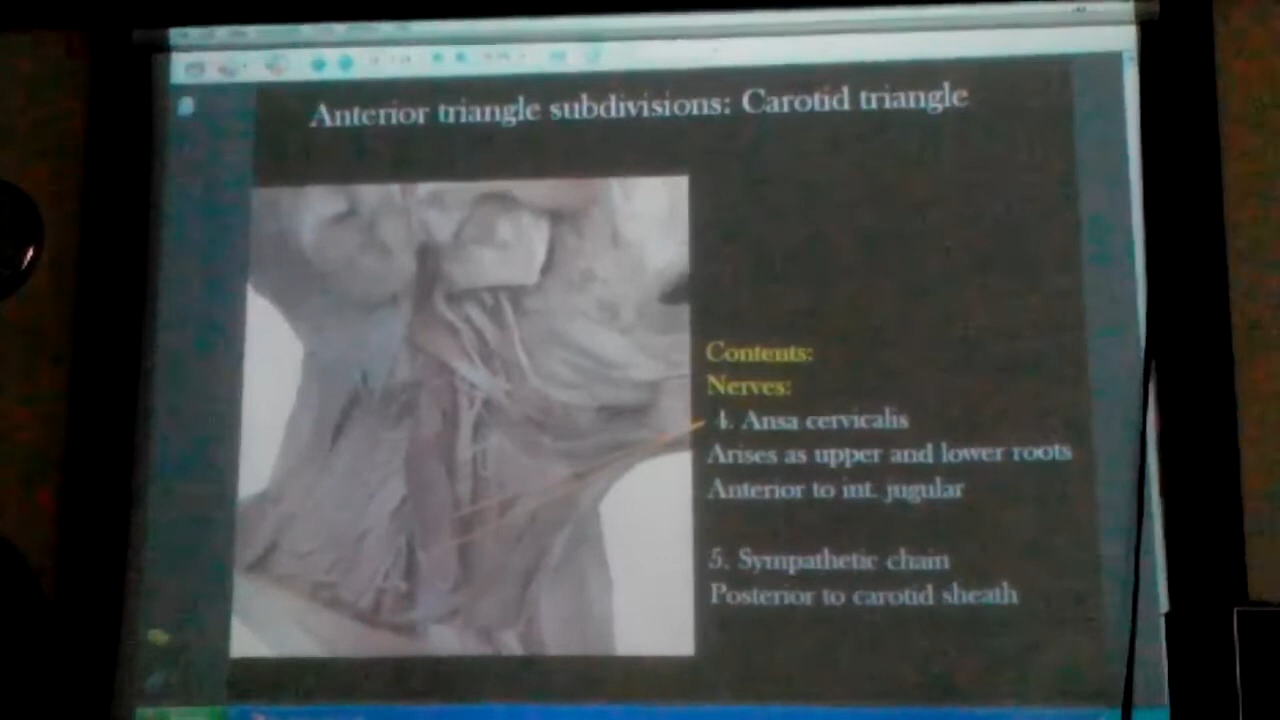 Anterior triangle subdivisions: Carotid triangle
Contents:
Nerves:
4. Ansa cervicalis
Arises as upper and lower roots
Anterior to int. jugular
5. Sympathetic chain
Posterior to carotid sheath